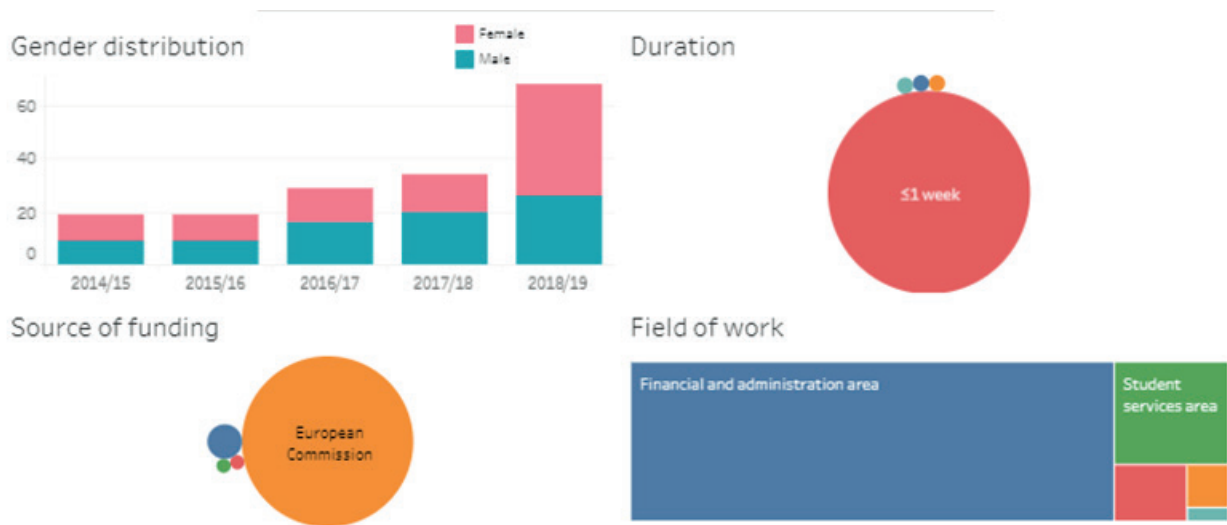 Gender distribution
Female
Male
60
40
20
0
2014/15
2015/16
2016/17
2017/18
2018/19
Duration
≤1 week
Source of funding
European
Commission
Field of work
Financial and administration area
Student
services area